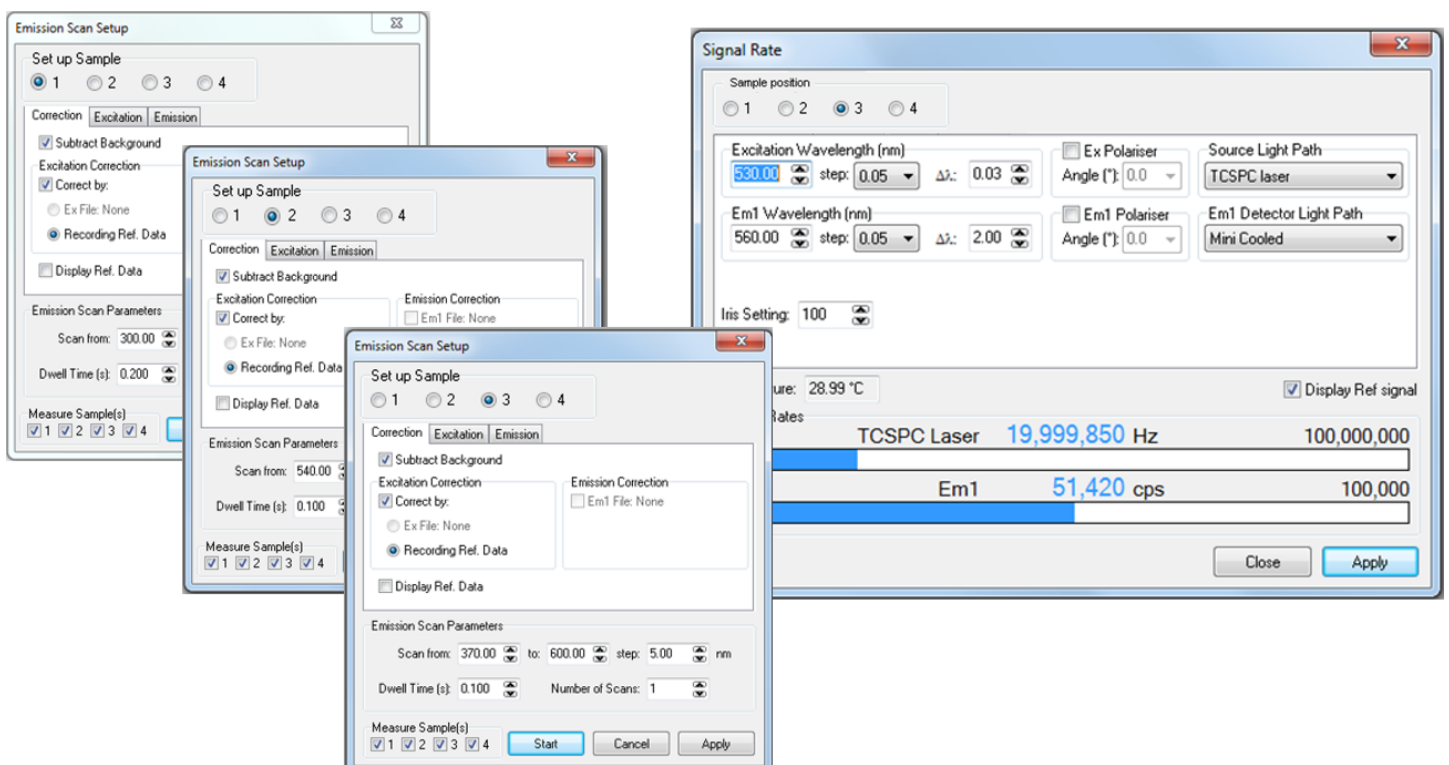 Emission Scan Setup
Set up Sample
1 2 3 4
Correction Excitation Emission
Subtract Background
Excitation Correction
Correct by:
Ex File: None
Recording Ref. Data
Display Ref. Data
Emission Scan Parameters
Scan from: 300.00
Dwell Time (s): 0.200
Measure Sample(s)
1 2 3 4
Emission Scan Setup
Set up Sample
1 2 3 4
Correction Excitation Emission
Subtract Background
Excitation Correction Emission Correction
Correct by: Em1 File: None
Ex File: None
Recording Ref. Data
Display Ref. Data
Emission Scan Parameters
Scan from: 540.00
Dwell Time (s): 0.100
Measure Sample(s)
1 2 3 4
Emission Scan Setup
Set up Sample
1 2 3 4
Correction Excitation Emission
Subtract Background
Excitation Correction Emission Correction
Correct by: Em1 File: None
Ex File: None
Recording Ref. Data
Display Ref. Data
Emission Scan Parameters
Scan from: 370.00 to: 600.00 step: 5.00 nm
Dwell Time (s): 0.100 Number of Scans: 1
Measure Sample(s)
1 2 3 4 Start Cancel Apply
Signal Rate
Sample position
1 2 3 4
Excitation Wavelength (nm) Ex Polariser Source Light Path
530.00 step: 0.05 Δλ: 0.03 Angle (°): 0.0 TCSPC laser
Em1 Wavelength (nm) Em1 Polariser Em1 Detector Light Path
560.00 step: 0.05 Δλ: 2.00 Angle (°): 0.0 Mini Cooled
Iris Setting: 100
ure: 28.99 °C Display Ref signal
Rates
TCSPC Laser 19,999,850 Hz 100,000,000
Em1 51,420 cps 100,000
Close Apply